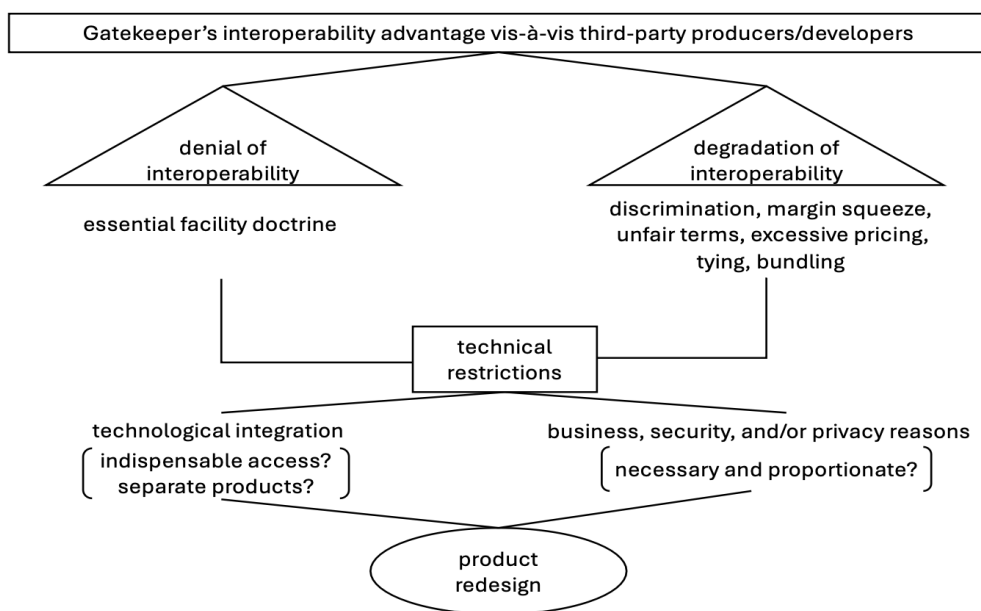 Gatekeeper's interoperability advantage vis-à-vis third-party producers/developers
denial of
interoperability
degradation of
interoperability
essential facility doctrine
discrimination, margin squeeze,
unfair terms, excessive pricing,
tying, bundling
technical
restrictions
technological integration
indispensable access?
separate products?
business, security, and/or privacy reasons
necessary and proportionate?
product
redesign